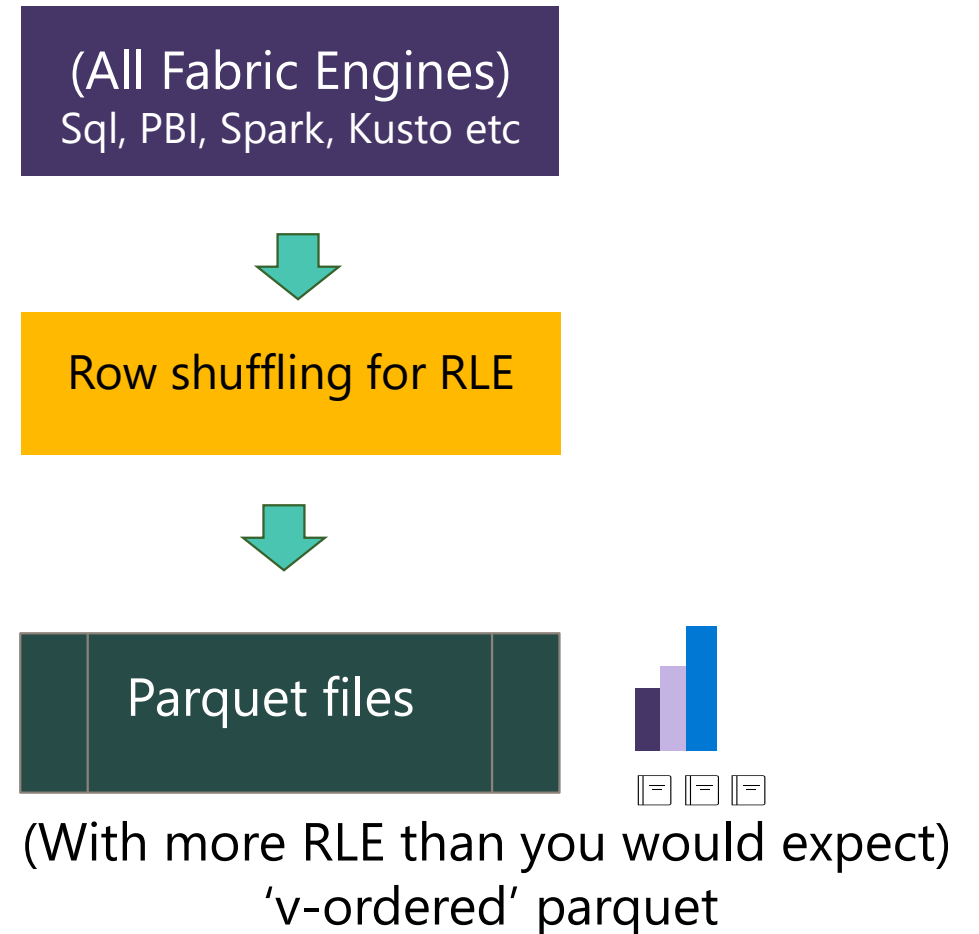 (All Fabric Engines)
Sql, PBI, Spark, Kusto etc
Row shuffling for RLE
Parquet files
(With more RLE than you would expect)
‘v-ordered’ parquet